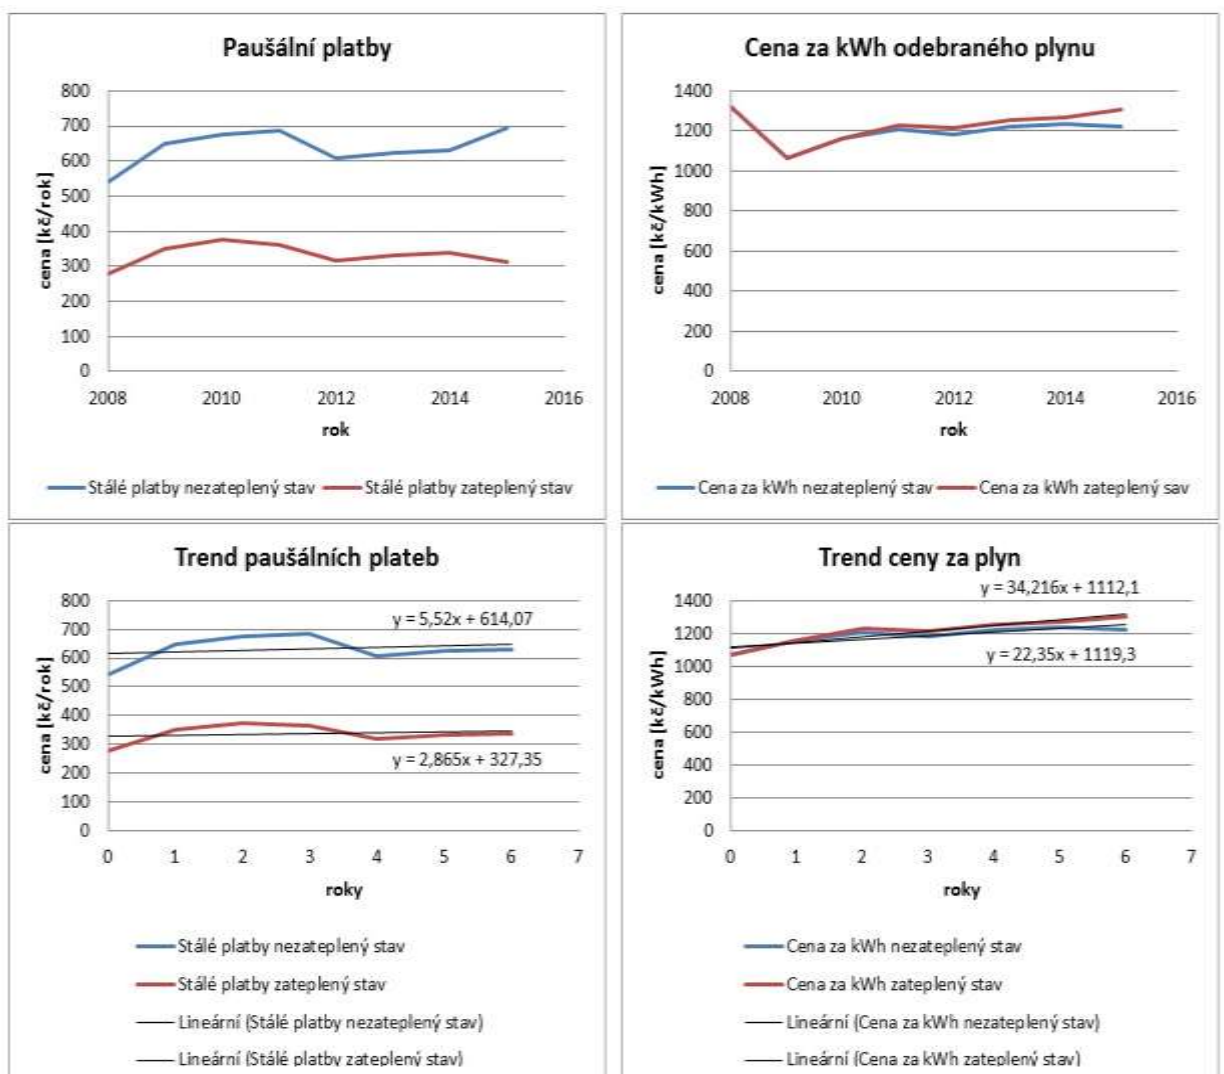 Paušální platby
800
700
600
500
400
300
200
100
0
cena [kč/rok]
2008 2010 2012 2014 2016
rok
Stálé platby nezateplený stav Stálé platby zateplený stav
Cena za kWh odebraného plynu
1400
1200
1000
800
600
400
200
0
cena [kč/kWh]
2008 2010 2012 2014 2016
rok
Cena za kWh nezateplený stav Cena za kWh zateplený sav
Trend paušálních plateb
800
700
600
500
400
300
200
100
0
cena [kč/rok]
y = 5,52x + 614,07
y = 2,865x + 327,35
0 1 2 3 4 5 6 7
roky
Stálé platby nezateplený stav
Stálé platby zateplený stav
Lineární (Stálé platby nezateplený stav)
Lineární (Stálé platby zateplený stav)
Trend ceny za plyn
y = 34,216x + 1112,1
1400
1200
1000
800
600
400
200
0
cena [kč/kWh]
y = 22,35x + 1119,3
0 1 2 3 4 5 6 7
roky
Cena za kWh nezateplený stav
Cena za kWh zateplený stav
Lineární (Cena za kWh nezateplený stav)
Lineární (Cena za kWh zateplený stav)